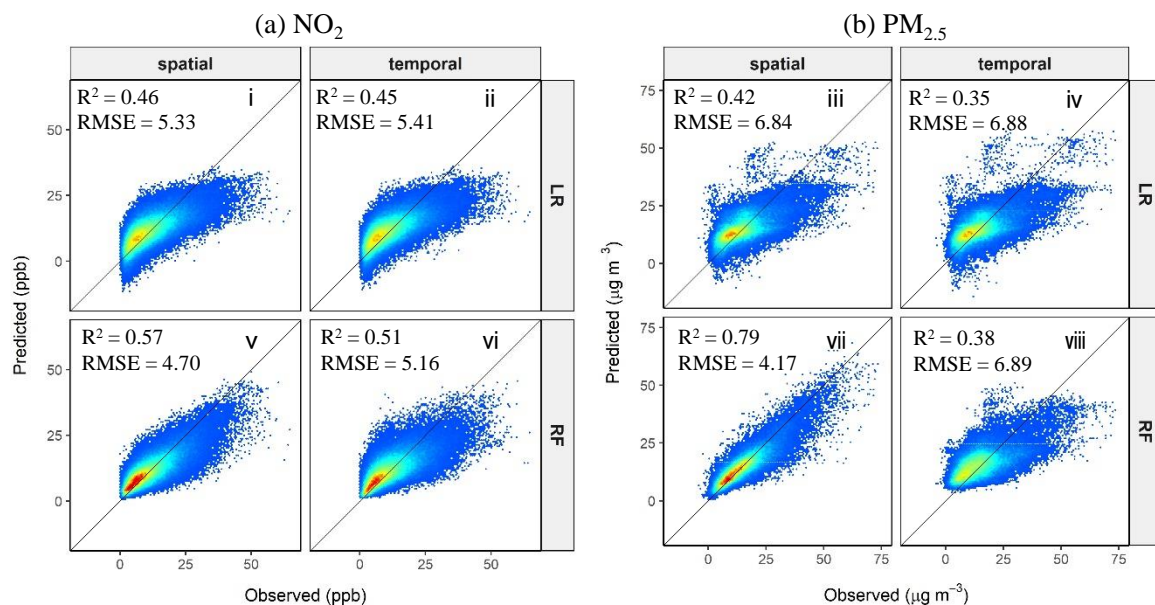 (a) NO₂
spatial
temporal
R² = 0.46
RMSE = 5.33
i
R² = 0.45
RMSE = 5.41
ii
LR
50
25
0
R² = 0.57
RMSE = 4.70
v
R² = 0.51
RMSE = 5.16
vi
RF
50
25
0
Predicted (ppb)
0
25
50
0
25
50
Observed (ppb)
(b) PM₂.₅
spatial
temporal
R² = 0.42
RMSE = 6.84
iii
R² = 0.35
RMSE = 6.88
iv
LR
75
50
25
0
R² = 0.79
RMSE = 4.17
vii
R² = 0.38
RMSE = 6.89
viii
RF
75
50
25
0
Predicted (µg m⁻³)
0
25
50
75
0
25
50
75
Observed (µg m⁻³)